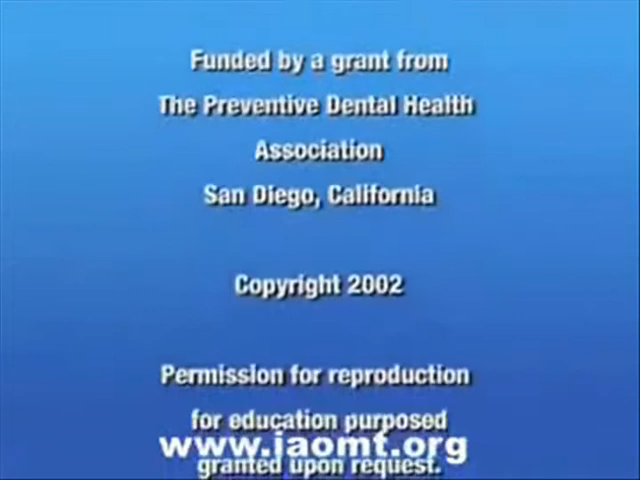 Funded by a grant from
The Preventive Dental Health
Association
San Diego, California
Copyright 2002
Permission for reproduction
for education purposed
www.iaomt.org
granted upon request.